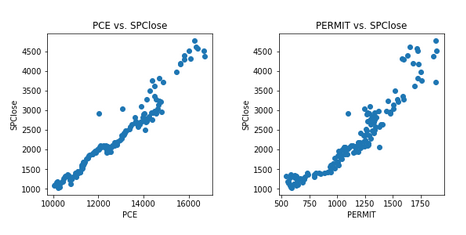 PCE vs. SPClose
PERMIT vs. SPClose
4500
4000
3500
3000
2500
2000
1500
1000
SPClose
10000 12000 14000 16000
PCE
4500
4000
3500
3000
2500
2000
1500
1000
SPClose
500 750 1000 1250 1500 1750
PERMIT